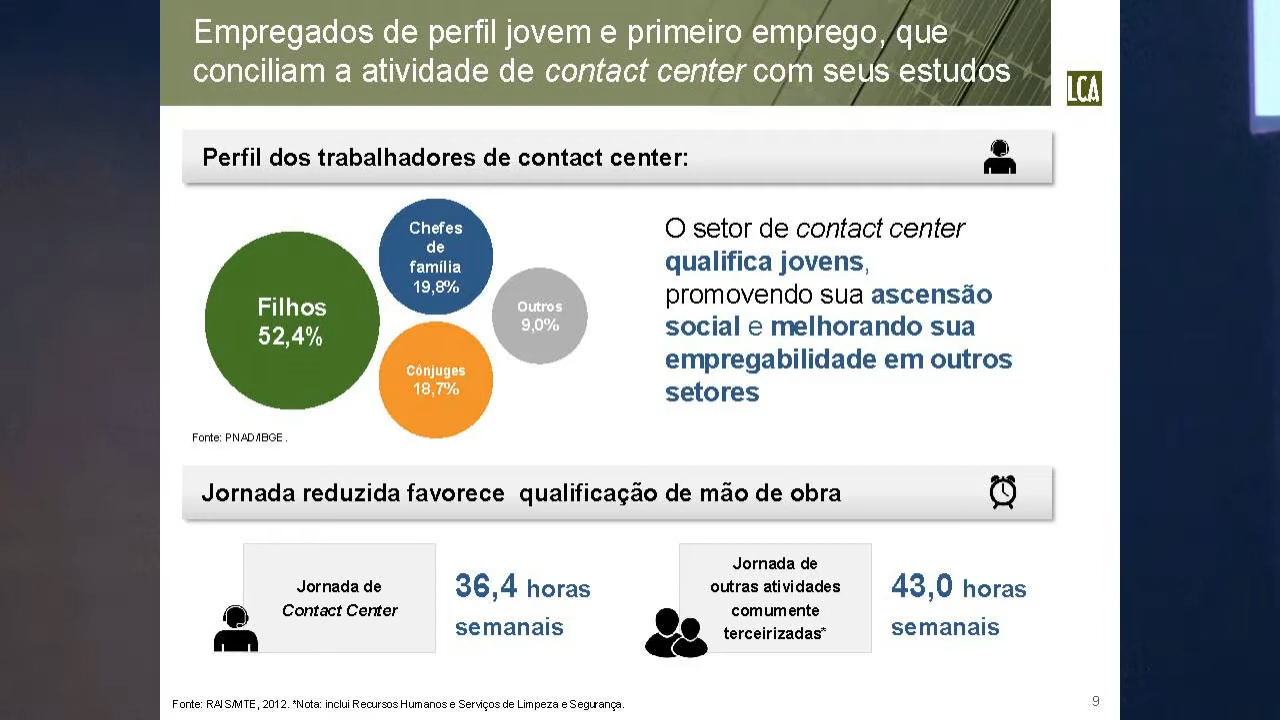 Empregados de perfil jovem e primeiro emprego, que
conciliam a atividade de contact center com seus estudos
LCA
Perfil dos trabalhadores de contact center:
Filhos
52,4%
Chefes
de
família
19,8%
Cônjuges
18,7%
Outros
9,0%
O setor de contact center
qualifica jovens,
promovendo sua ascensão
social e melhorando sua
empregabilidade em outros
setores
Fonte: PNAD/IBGE .
Jornada reduzida favorece  qualificação de mão de obra
Jornada de
Contact Center
36,4 horas
semanais
Jornada de
outras atividades
comumente
terceirizadas*
43,0 horas
semanais
Fonte: RAIS/MTE, 2012. *Nota: inclui Recursos Humanos e Serviços de Limpeza e Segurança.
9